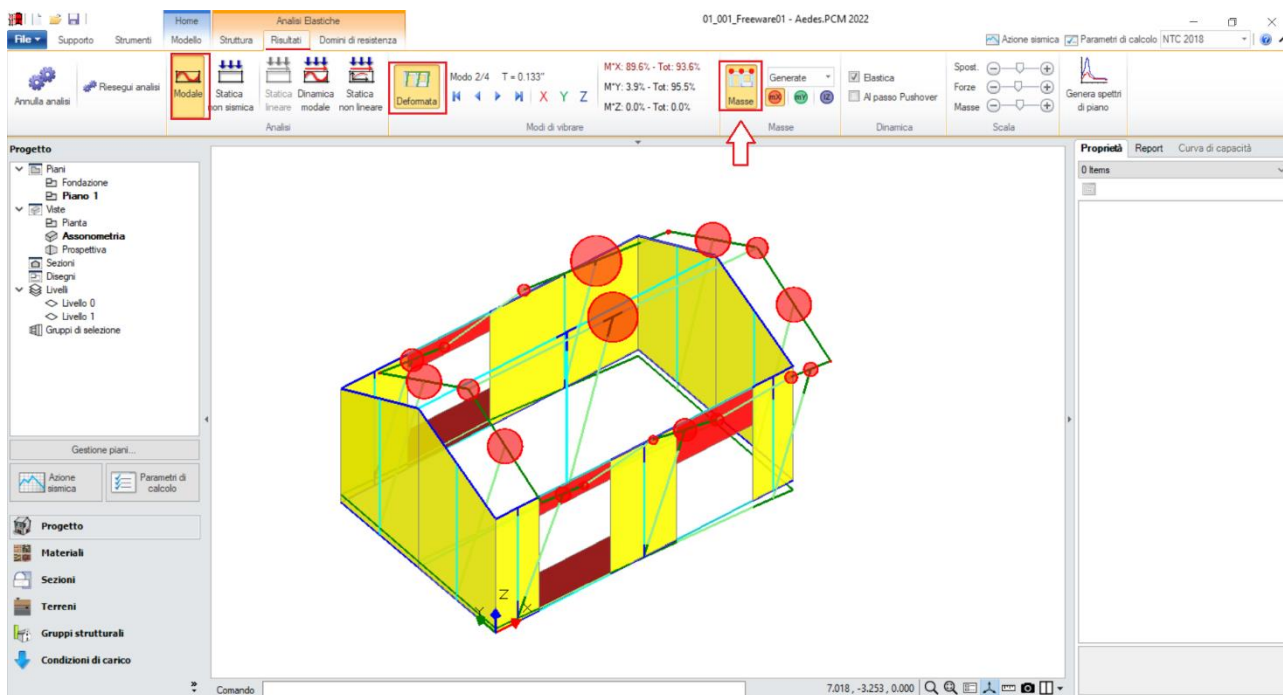 01_001_Freeware01 - Aedes.PCM 2022
Home
Analisi Elastiche
File
Supporto
Strumenti
Modello
Struttura
Risultati
Domini di resistenza
Azione sismica
Parametri di calcolo
NTC 2018
Annulla analisi
Riesegui analisi
Modale
Statica non sismica
Statica lineare
Dinamica modale
Statica non lineare
Analisi
Deformata
Modo 2/4 T = 0.133"
X Y Z
M*X: 89.6% - Tot: 93.6%
M*Y: 3.9% - Tot: 95.5%
M*Z: 0.0% - Tot: 0.0%
Modi di vibrare
Masse
Generate
mX
mY
IZ
Masse
Elastica
Al passo Pushover
Dinamica
Spost.
Forze
Masse
Scala
Genera spettri
di piano
Progetto
Piani
Fondazione
Piano 1
Viste
Pianta
Assonometria
Prospettiva
Sezioni
Disegni
Livelli
Livello 0
Livello 1
Gruppi di selezione
Gestione piani...
Azione
sismica
Parametri di
calcolo
Progetto
Materiali
Sezioni
Terreni
Gruppi strutturali
Condizioni di carico
Z
Y
X
Proprietà
Report
Curva di capacità
0 Items
Comando
7.018 , -3.253 , 0.000